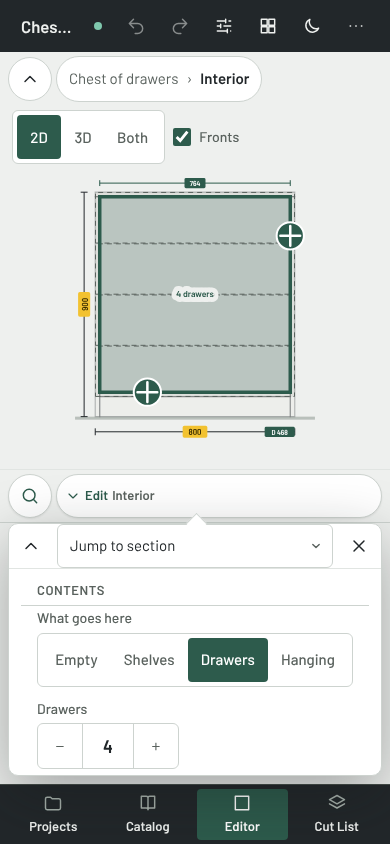 Ches...
Chest of drawers › Interior
2D 3D Both Fronts
764
4 drawers
900
800 D 468
Edit Interior
Jump to section
CONTENTS
What goes here
Empty Shelves Drawers Hanging
Drawers
− 4 +
Projects Catalog Editor Cut List